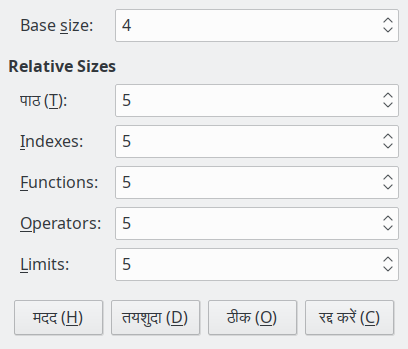 Base size: 4
Relative Sizes
पाठ (T): 5
Indexes: 5
Functions: 5
Operators: 5
Limits: 5
मदद (H) तयशुदा (D) ठीक (O) रद्द करें (C)